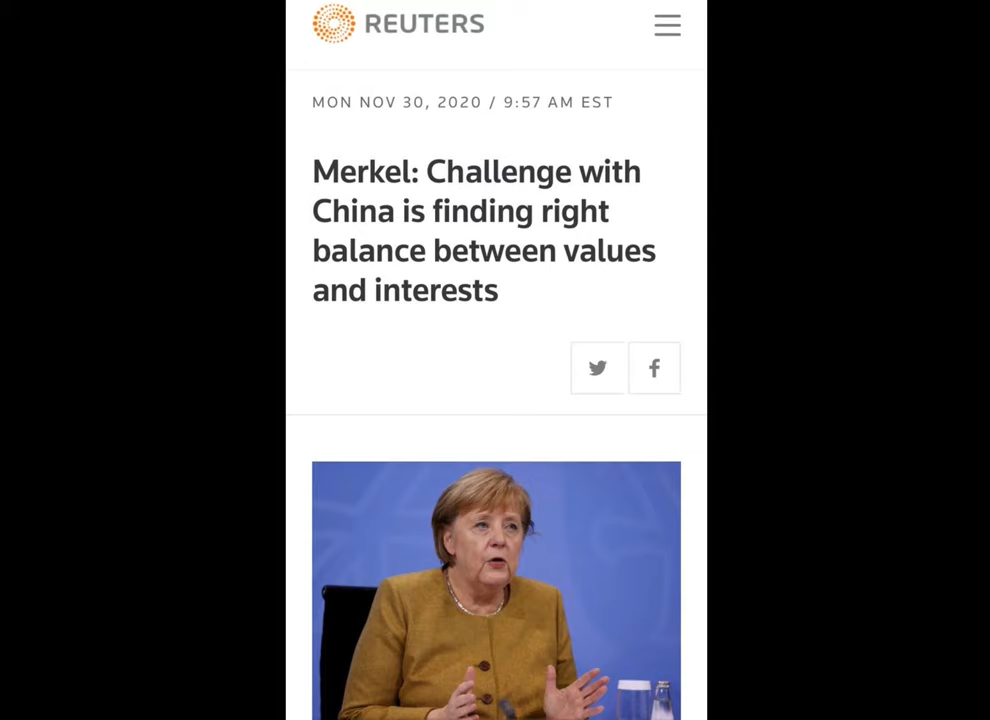 REUTERS
MON NOV 30, 2020 / 9:57 AM EST
Merkel: Challenge with
China is finding right
balance between values
and interests